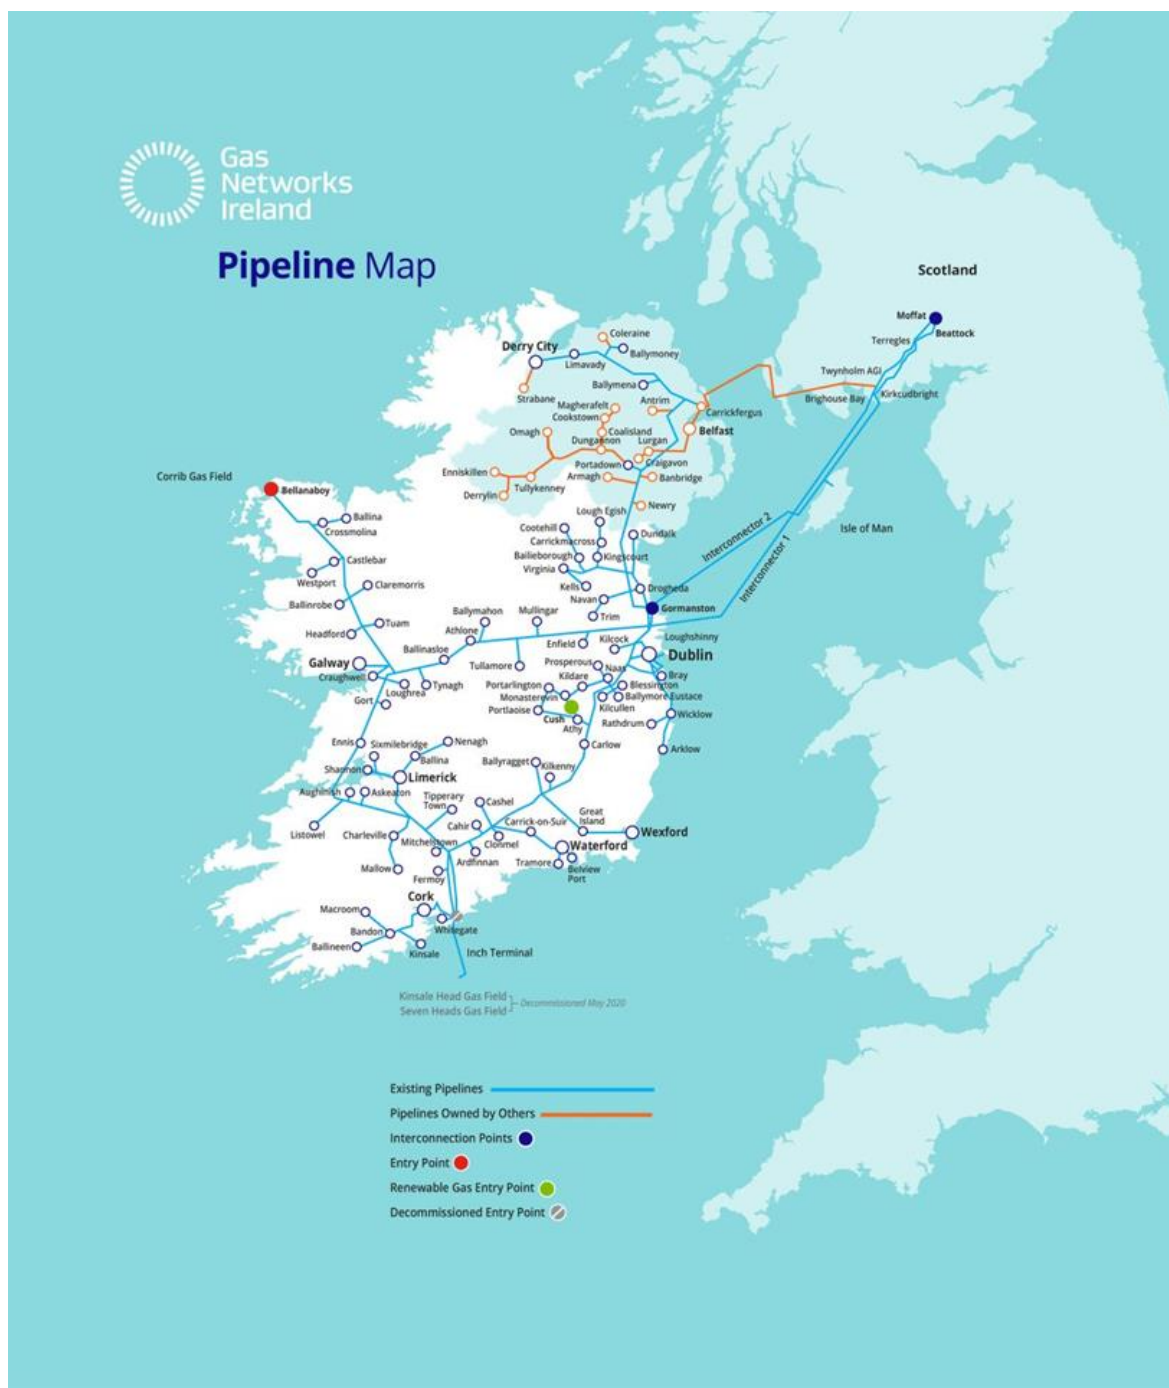 Gas
Networks
Ireland
Pipeline Map
Scotland
Moffat
Beattock
Terregles
Twynholm AGI
Brighouse Bay
Kirkcudbright
Coleraine
Derry City
Ballymoney
Limavady
Ballymena
Strabane
Antrim
Magherafelt
Cookstown
Carrickfergus
Omagh
Coalisland
Belfast
Dungannon
Lurgan
Portadown
Craigavon
Enniskillen
Armagh
Banbridge
Tullykenney
Derrylin
Newry
Corrib Gas Field
Bellanaboy
Lough Egish
Ballina
Crossmolina
Cootehill
Dundalk
Carrickmacross
Interconnector 2
Isle of Man
Bailieborough
Kingscourt
Castlebar
Virginia
Interconnector 1
Westport
Claremorris
Kells
Drogheda
Ballinrobe
Navan
Gormanston
Ballymahon
Mullingar
Trim
Tuam
Headford
Athlone
Enfield
Kilcock
Loughshinny
Ballinasloe
Dublin
Galway
Tullamore
Prosperous
Naas
Craughwell
Kildare
Bray
Loughrea
Tynagh
Portarlington
Blessington
Monasterevin
Ballymore Eustace
Gort
Portlaoise
Kilcullen
Cush
Athy
Rathdrum
Wicklow
Ennis
Sixmilebridge
Nenagh
Carlow
Arklow
Ballina
Ballyragget
Kilkenny
Shannon
Limerick
Aughinish
Askeaton
Tipperary
Town
Cashel
Great
Island
Listowel
Charleville
Cahir
Carrick-on-Suir
Wexford
Mitchelstown
Clonmel
Waterford
Mallow
Ardfinnan
Tramore
Belview
Port
Fermoy
Cork
Macroom
Bandon
Whitegate
Ballineen
Kinsale
Inch Terminal
Kinsale Head Gas Field
Seven Heads Gas Field
Decommissioned May 2020
Existing Pipelines
Pipelines Owned by Others
Interconnection Points
Entry Point
Renewable Gas Entry Point
Decommissioned Entry Point